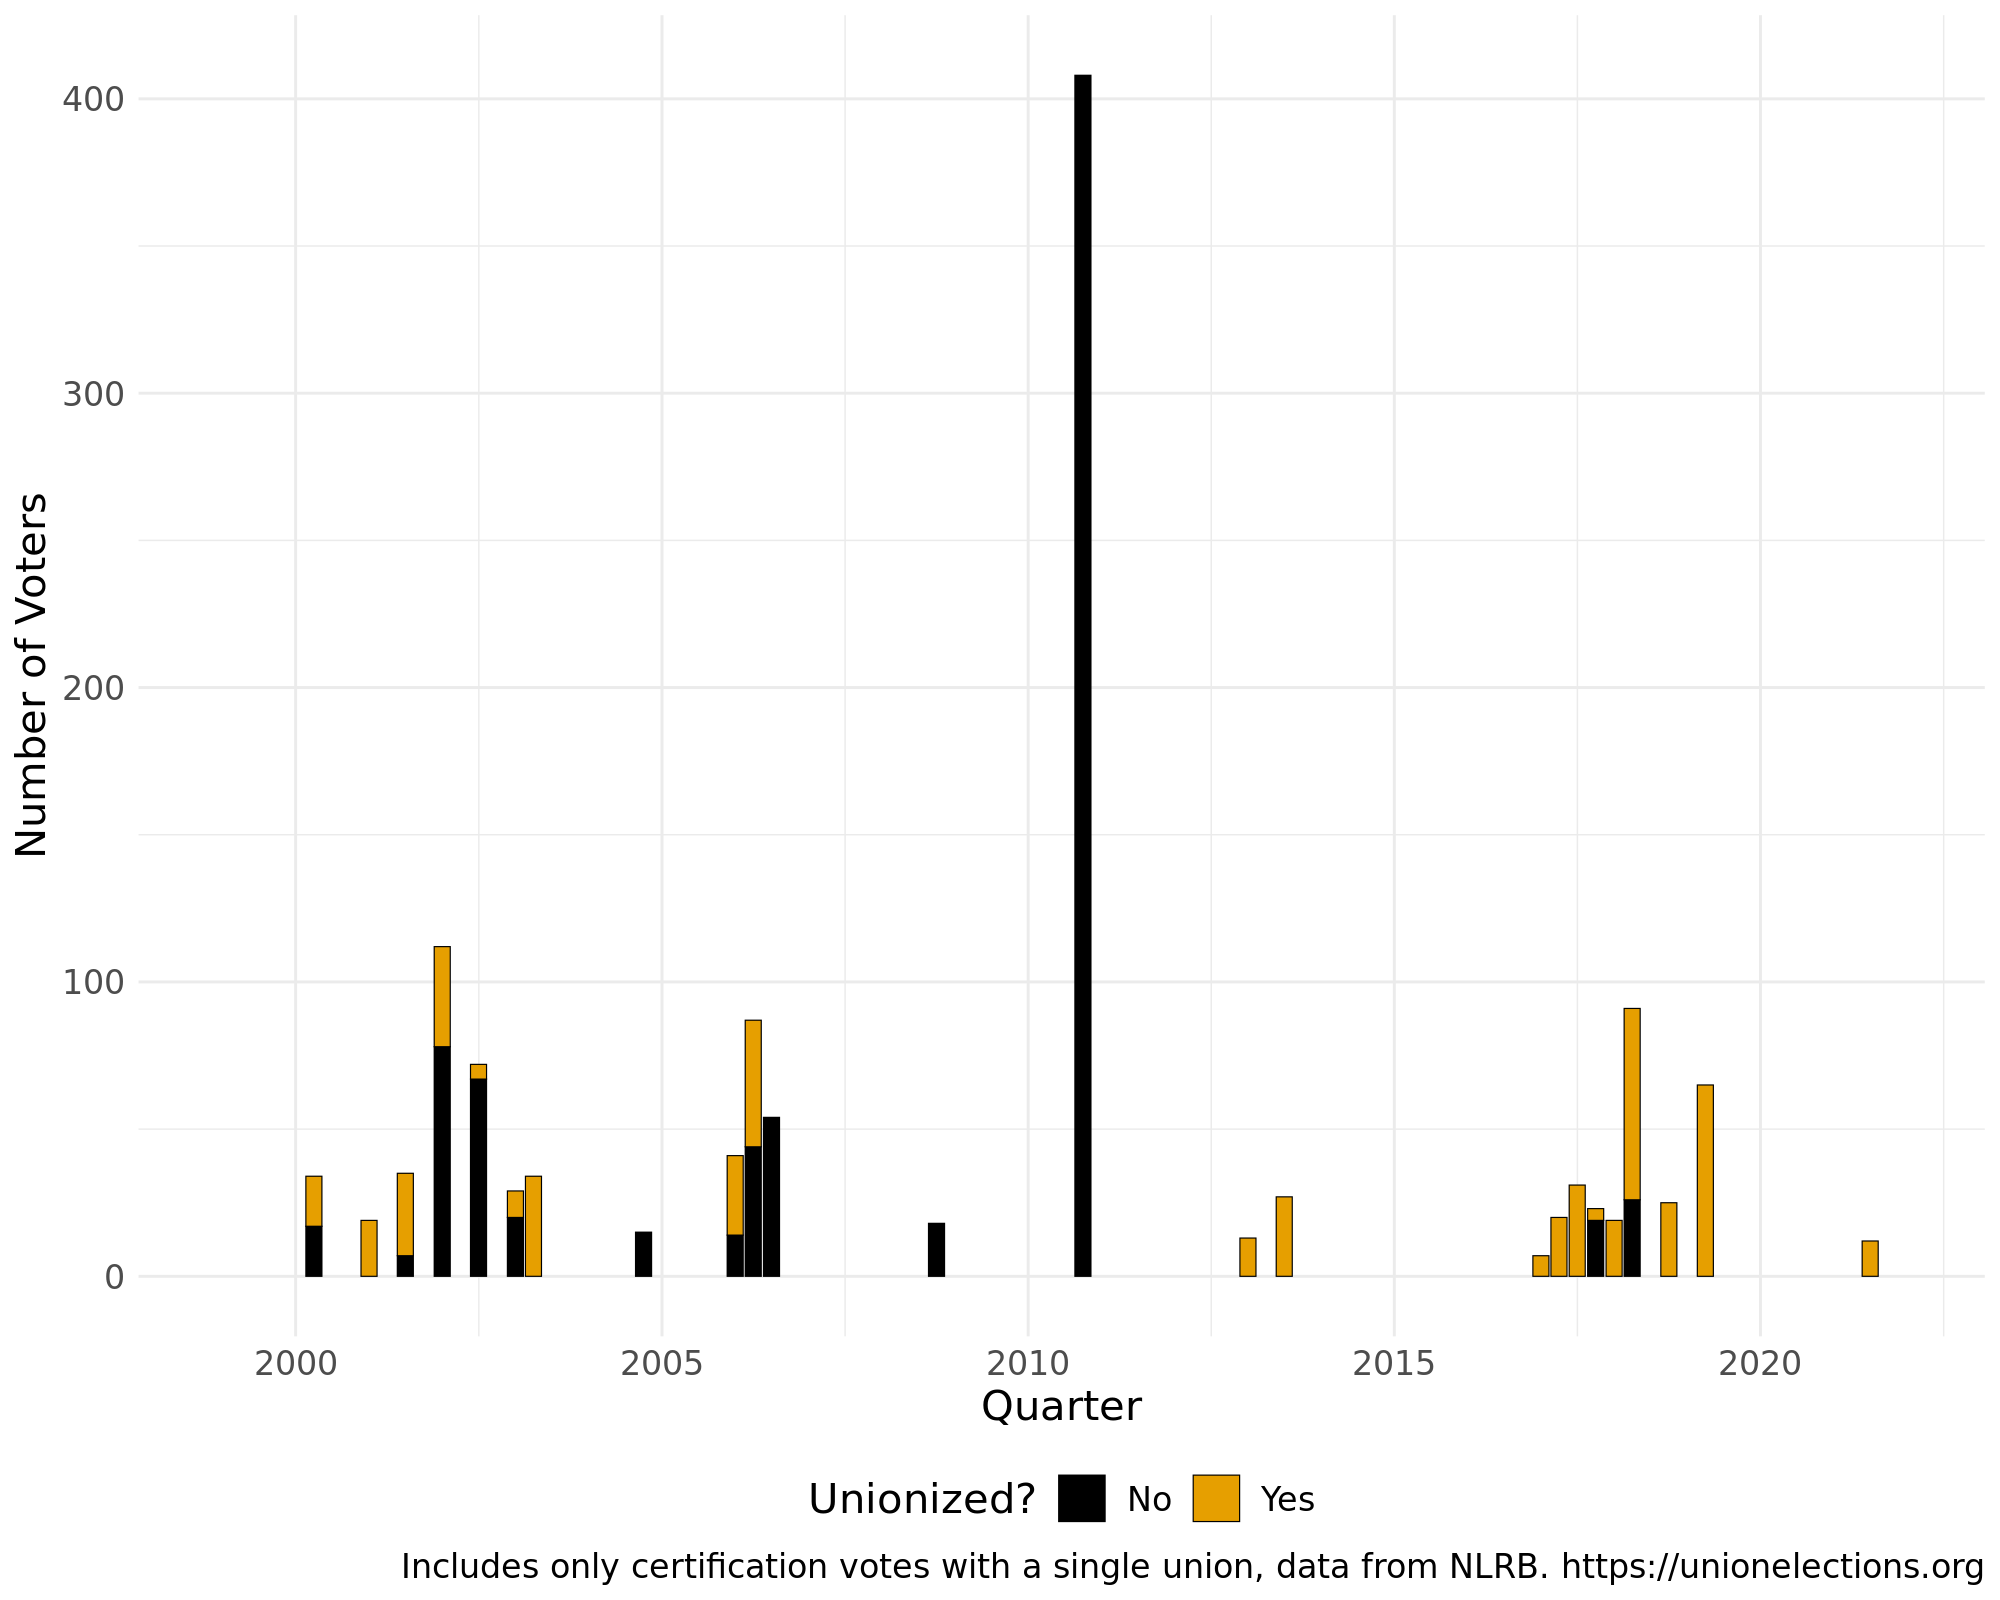 400
300
200
100
0
Number of Voters
2000 2005 2010 2015 2020
Quarter
Unionized? No Yes
Includes only certification votes with a single union, data from NLRB. https://unionelections.org